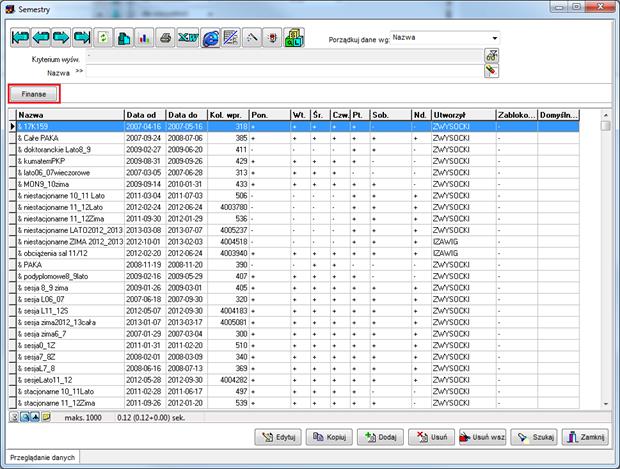 Semestry
Porządkuj dane wg: Nazwa
Kryterium wyśw. -
Nazwa >>
Finanse
Nazwa Data od Data do Kol. wpr. Pon. Wt. Śr. Czw. Pt. Sob. Nd. Utworzył Zabloko... Domyśln...
& 17K159 2007-04-16 2007-05-16 318 + + + + + - - ZWYSOCKI -
& Całe PAKA 2007-09-24 2008-07-06 385 + + + + + + + ZWYSOCKI -
& doktoranckie Lato8_9 2009-02-27 2009-06-20 411 - - - - + + - ZWYSOCKI -
& kumatemPKP 2009-08-31 2009-09-29 429 - + + + + - - ZWYSOCKI -
& lato06_07wieczorowe 2007-03-05 2007-06-28 313 + + + + - - - ZWYSOCKI -
& MON9_10zima 2009-09-14 2010-01-31 433 + + + + + + + ZWYSOCKI -
& niestacjonarne 10_11 Lato 2011-03-04 2011-07-03 506 - - - - + + + ZWYSOCKI -
& niestacjonarne 11_12Lato 2012-02-24 2012-06-24 4003780 - - - - + + + ZWYSOCKI -
& niestacjonarne 11_12Zima 2011-09-30 2012-01-29 536 - - - - + + + ZWYSOCKI -
& niestacjonarne LATO2012_2013 2013-03-08 2013-07-07 4005237 - - - - + + + ZWYSOCKI -
& niestacjonarne ZIMA 2012_2013 2012-10-01 2013-02-03 4004518 - - - - + + + IZAWIG -
& obciążenia sal 11/12 2012-02-20 2012-06-24 4003940 + + + + + + + IZAWIG -
& PAKA 2008-11-19 2008-11-20 390 - - + + - - - ZWYSOCKI -
& podyplomowe8_9lato 2009-02-16 2009-05-29 407 + + + + + - - ZWYSOCKI -
& sesja 8_9 zima 2009-01-26 2009-03-01 405 + + + + + + + ZWYSOCKI -
& sesja L06_07 2007-06-18 2007-09-30 320 + + + + + + + ZWYSOCKI -
& sesja L11_12S 2012-05-07 2012-09-30 4004183 + + + + + + + ZWYSOCKI -
& sesja zima2012_13cała 2013-01-07 2013-03-17 4005081 + + + + + + + ZWYSOCKI -
& sesja zima6_7 2007-01-29 2007-03-04 300 + + + + + + + ZWYSOCKI -
& sesja0_1Z 2011-01-31 2011-02-20 510 + + + + + + + ZWYSOCKI -
& sesja7_8Z 2008-02-01 2008-03-09 340 + + + + + + + ZWYSOCKI -
& sesjaL7_8 2008-06-16 2008-07-13 369 + + + + + + + ZWYSOCKI -
& sesjeLato11_12 2012-05-28 2012-09-30 4004282 + + + + + + + ZWYSOCKI -
& stacjonarne 10_11Lato 2011-02-28 2011-06-17 497 + + + + + - - ZWYSOCKI -
& stacjonarne 11_12Zima 2011-09-26 2012-01-20 539 + + + + + + + ZWYSOCKI -
maks. 1000 0.12 (0.12+0.00) sek.
Edytuj Kopiuj Dodaj Usuń Usuń wsz Szukaj Zamknij
Przeglądanie danych